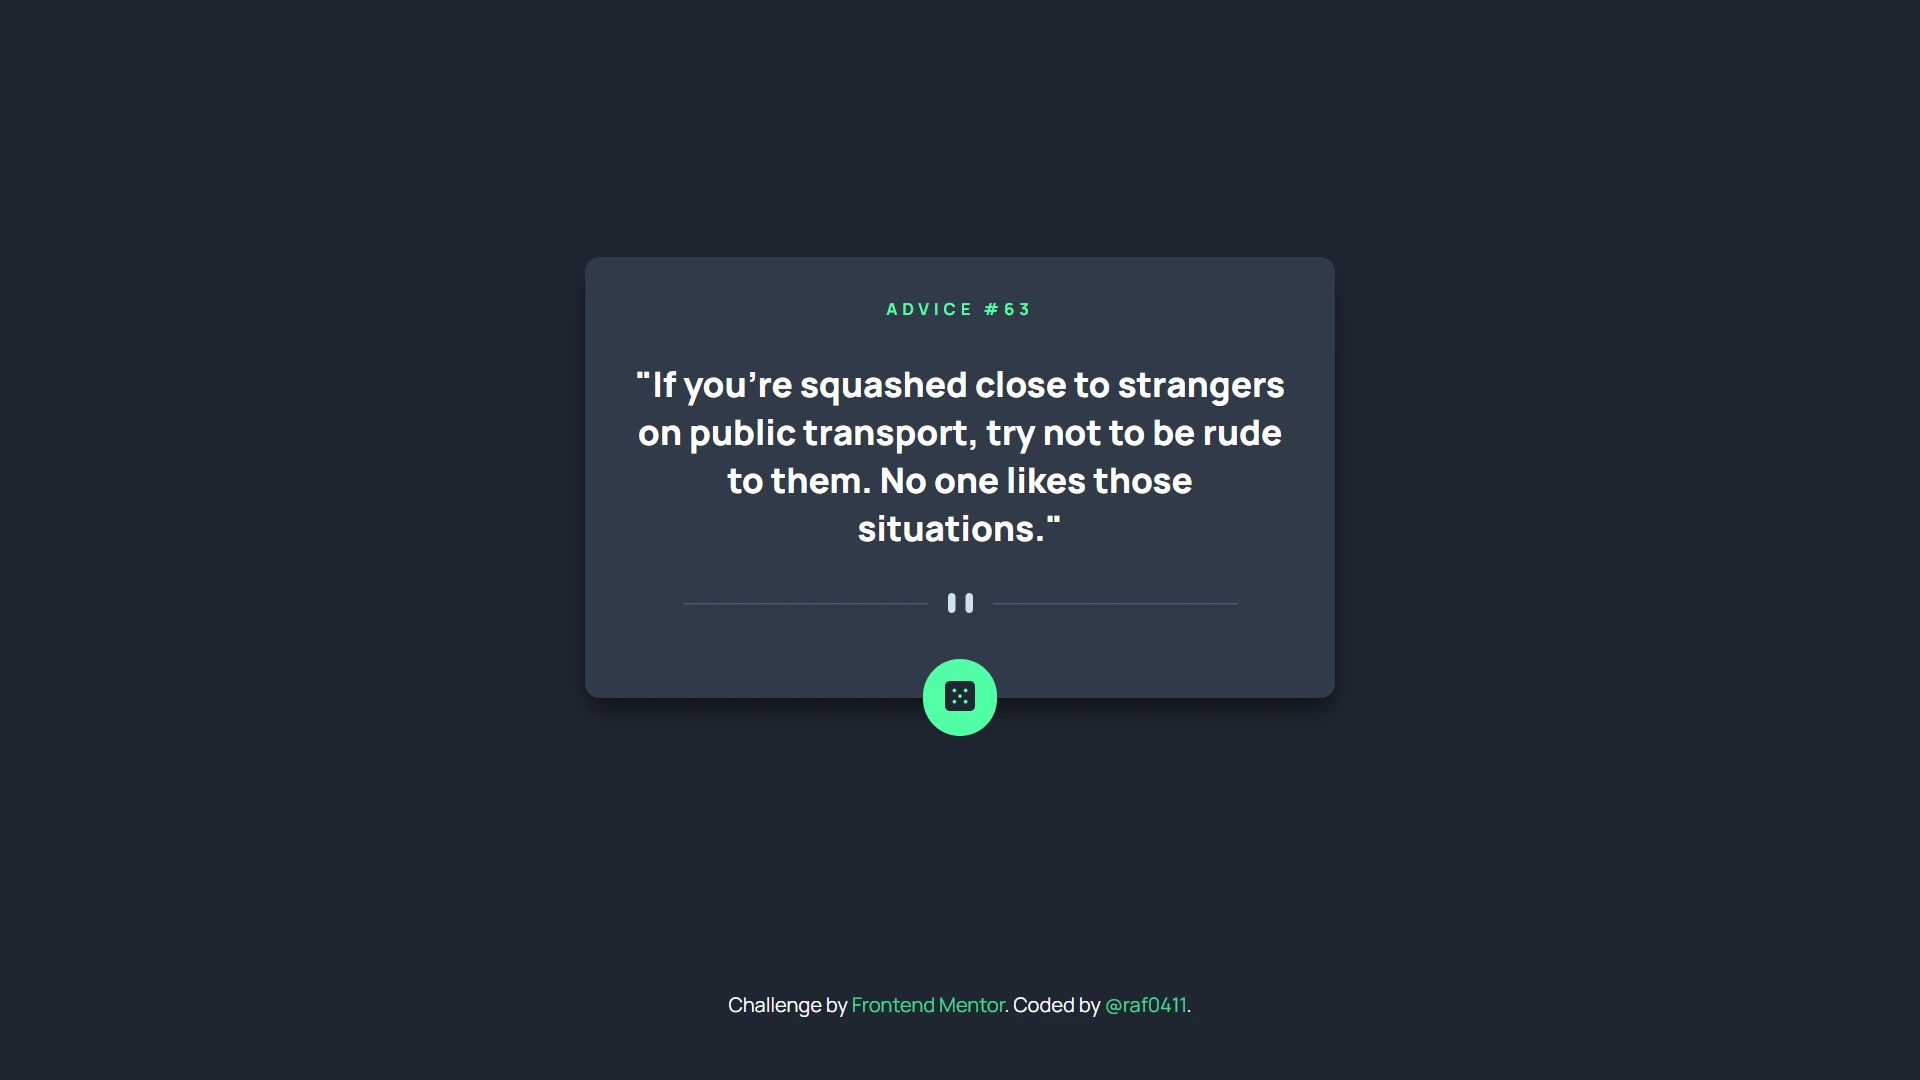 ADVICE #63
"If you’re squashed close to strangers
on public transport, try not to be rude
to them. No one likes those
situations."
Challenge by Frontend Mentor. Coded by @raf0411.